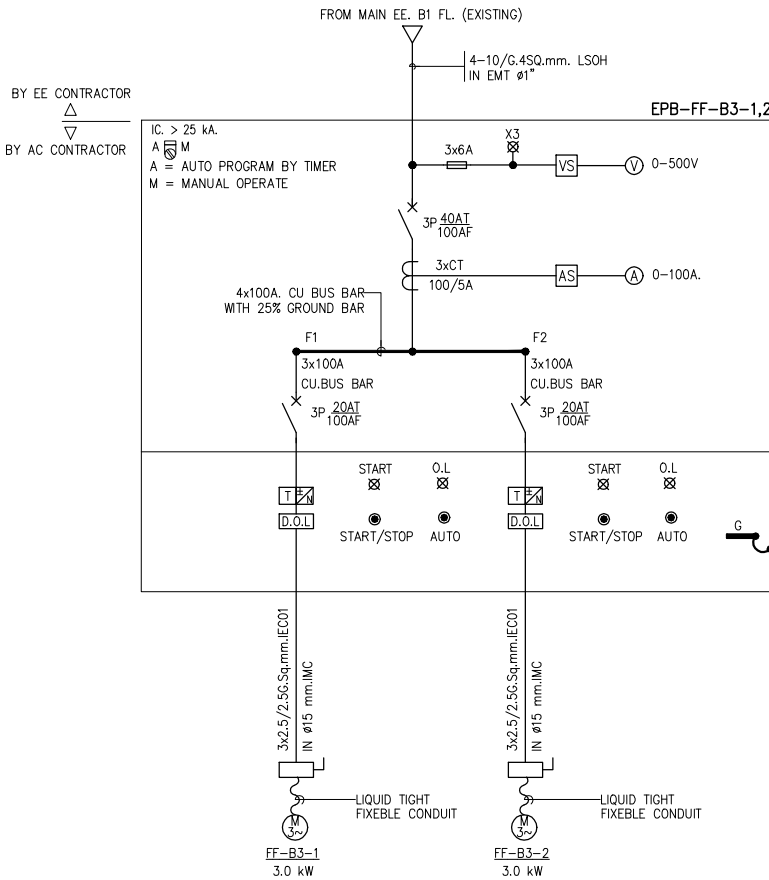 FROM MAIN EE. B1 FL. (EXISTING)
4-10/G.4SQ.mm. LSOH
IN EMT ø1"
BY EE CONTRACTOR
BY AC CONTRACTOR
EPB-FF-B3-1,2
IC. > 25 kA.
A M
A = AUTO PROGRAM BY TIMER
M = MANUAL OPERATE
X3
3x6A
VS
V
0-500V
3P 40AT
100AF
3xCT
100/5A
AS
A
0-100A.
4x100A. CU BUS BAR
WITH 25% GROUND BAR
F1
F2
3x100A
CU.BUS BAR
3x100A
CU.BUS BAR
3P 20AT
100AF
3P 20AT
100AF
START
O.L
START
O.L
T
N
T
N
D.O.L
D.O.L
START/STOP
AUTO
START/STOP
AUTO
G
3x2.5/2.5G.Sq.mm.IEC01
IN ø15 mm.IMC
3x2.5/2.5G.Sq.mm.IEC01
IN ø15 mm.IMC
LIQUID TIGHT
FIXEBLE CONDUIT
LIQUID TIGHT
FIXEBLE CONDUIT
M
3~
M
3~
FF-B3-1
3.0 kW
FF-B3-2
3.0 kW